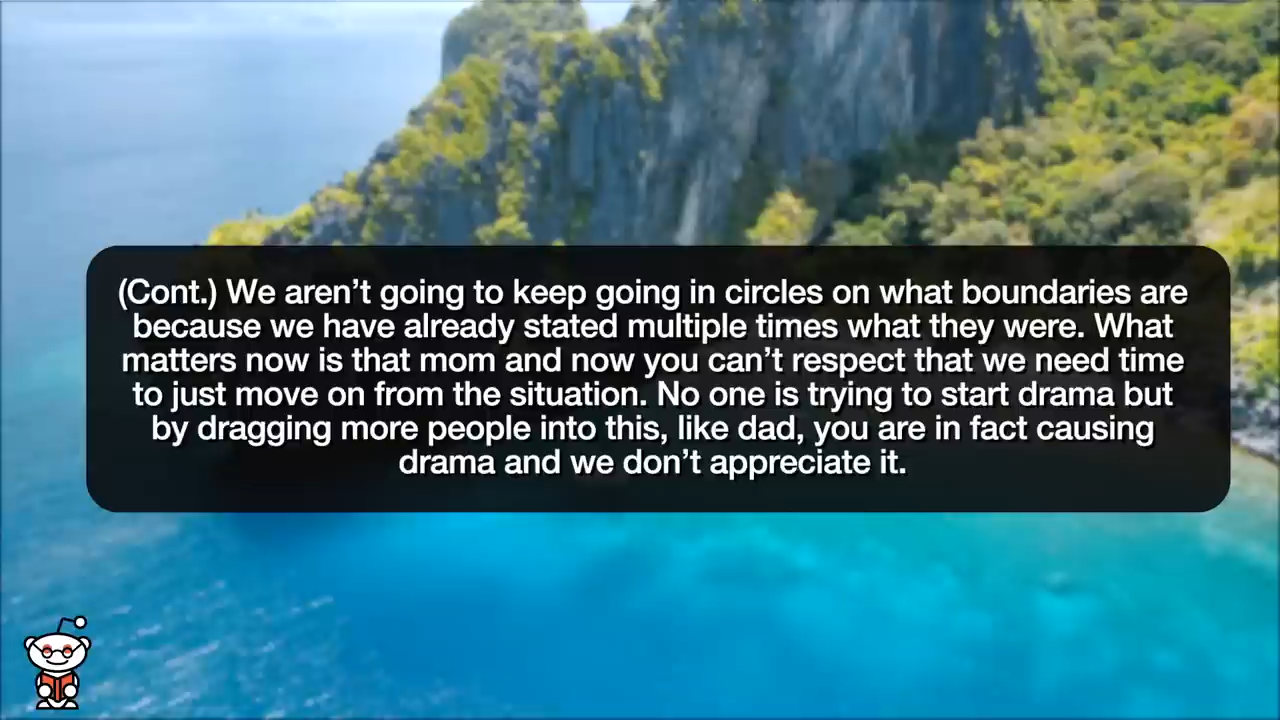 (Cont.) We aren’t going to keep going in circles on what boundaries are
because we have already stated multiple times what they were. What
matters now is that mom and now you can’t respect that we need time
to just move on from the situation. No one is trying to start drama but
by dragging more people into this, like dad, you are in fact causing
drama and we don’t appreciate it.